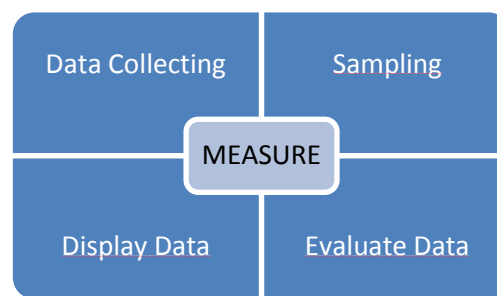 Data Collecting
Sampling
MEASURE
Display Data
Evaluate Data